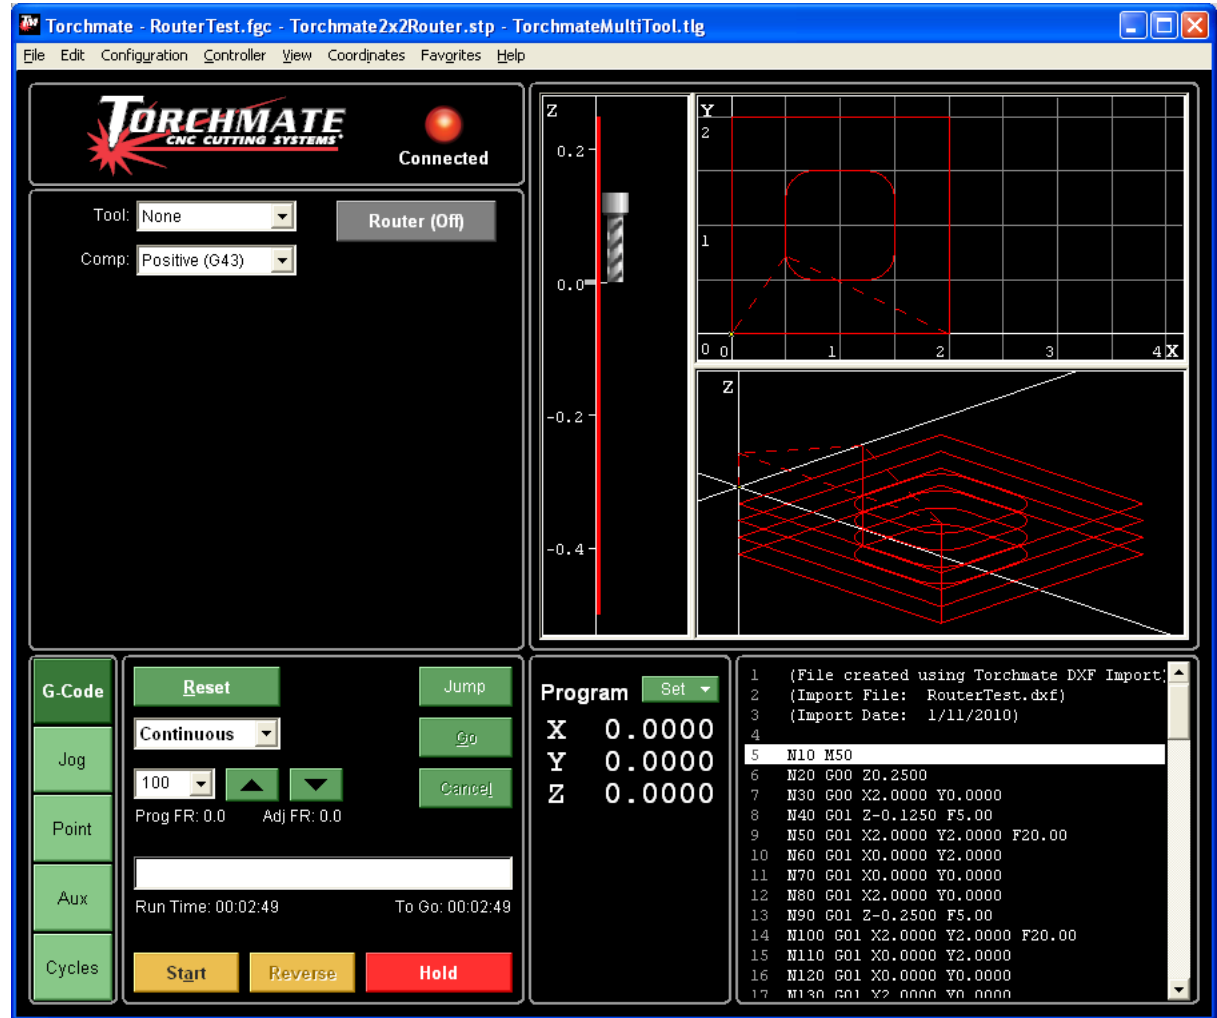 Torchmate - RouterTest.fgc - Torchmate2x2Router.stp - TorchmateMultiTool.tlg
File Edit Configuration Controller View Coordinates Favorites Help
TORCHMATE
CNC CUTTING SYSTEMS
Connected
Tool: None
Router (Off)
Comp: Positive (G43)
Z
0.2
0.0
-0.2
-0.4
Y
2
1
0 0 1 2 3 4 X
Z
G-Code
Jog
Point
Aux
Cycles
Reset
Jump
Continuous
Go
100
Cancel
Prog FR: 0.0 Adj FR: 0.0
Run Time: 00:02:49 To Go: 00:02:49
Start Reverse Hold
Program Set
X 0.0000
Y 0.0000
Z 0.0000
1 (File created using Torchmate DXF Import)
2 (Import File: RouterTest.dxf)
3 (Import Date: 1/11/2010)
4
5 N10 M50
6 N20 G00 Z0.2500
7 N30 G00 X2.0000 Y0.0000
8 N40 G01 Z-0.1250 F5.00
9 N50 G01 X2.0000 Y2.0000 F20.00
10 N60 G01 X0.0000 Y2.0000
11 N70 G01 X0.0000 Y0.0000
12 N80 G01 X2.0000 Y0.0000
13 N90 G01 Z-0.2500 F5.00
14 N100 G01 X2.0000 Y2.0000 F20.00
15 N110 G01 X0.0000 Y2.0000
16 N120 G01 X0.0000 Y0.0000
17 N130 G01 X2.0000 Y0.0000